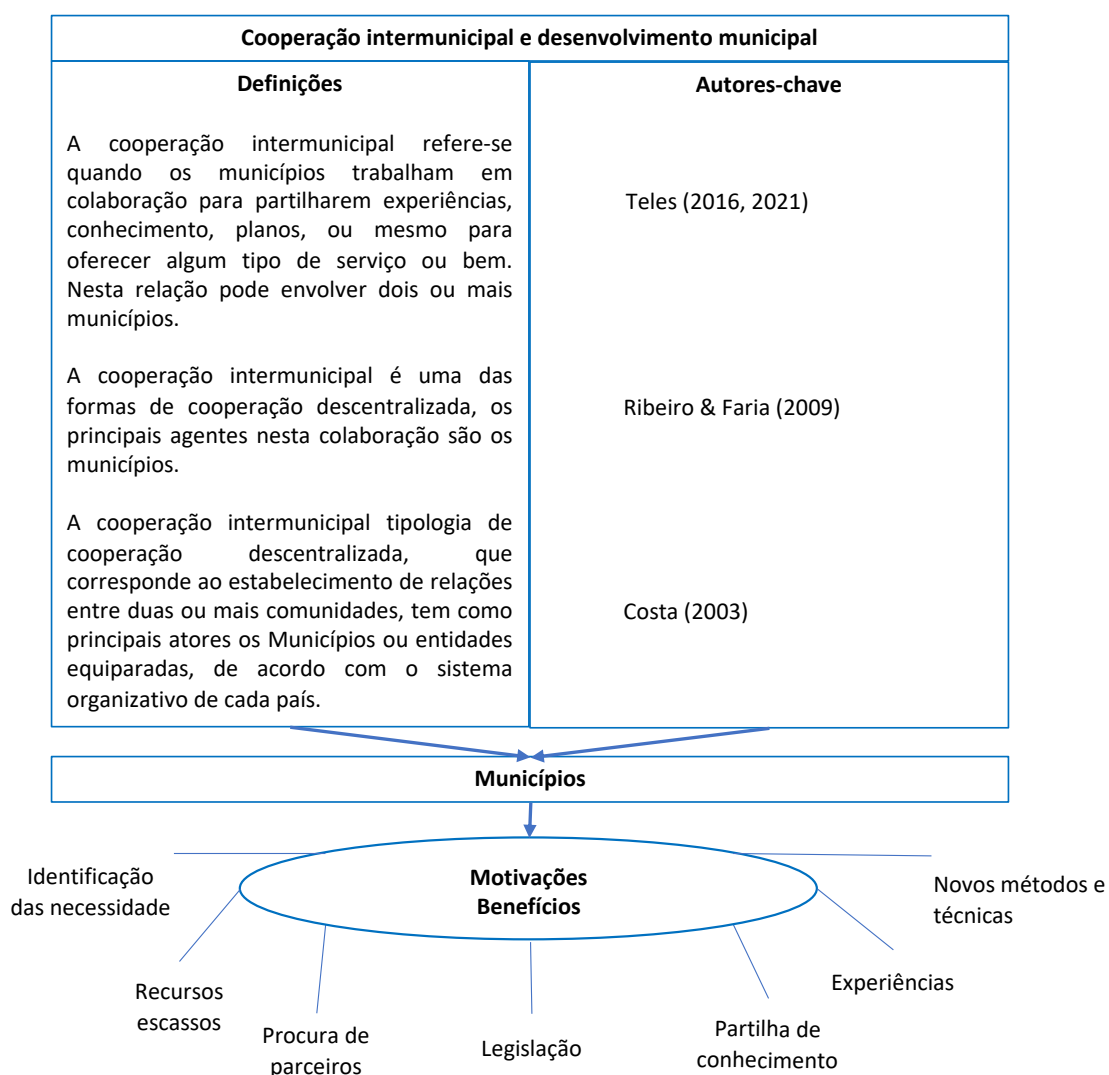 Cooperação intermunicipal e desenvolvimento municipal
Definições
A cooperação intermunicipal refere-se
quando os municípios trabalham em
colaboração para partilharem experiências,
conhecimento, planos, ou mesmo para
oferecer algum tipo de serviço ou bem.
Nesta relação pode envolver dois ou mais
municípios.
A cooperação intermunicipal é uma das
formas de cooperação descentralizada, os
principais agentes nesta colaboração são os
municípios.
A cooperação intermunicipal tipologia de
cooperação descentralizada, que
corresponde ao estabelecimento de relações
entre duas ou mais comunidades, tem como
principais atores os Municípios ou entidades
equiparadas, de acordo com o sistema
organizativo de cada país.
Autores-chave
Teles (2016, 2021)
Ribeiro & Faria (2009)
Costa (2003)
Municípios
Motivações
Benefícios
Identificação
das necessidade
Recursos
escassos
Procura de
parceiros
Legislação
Partilha de
conhecimento
Experiências
Novos métodos e
técnicas